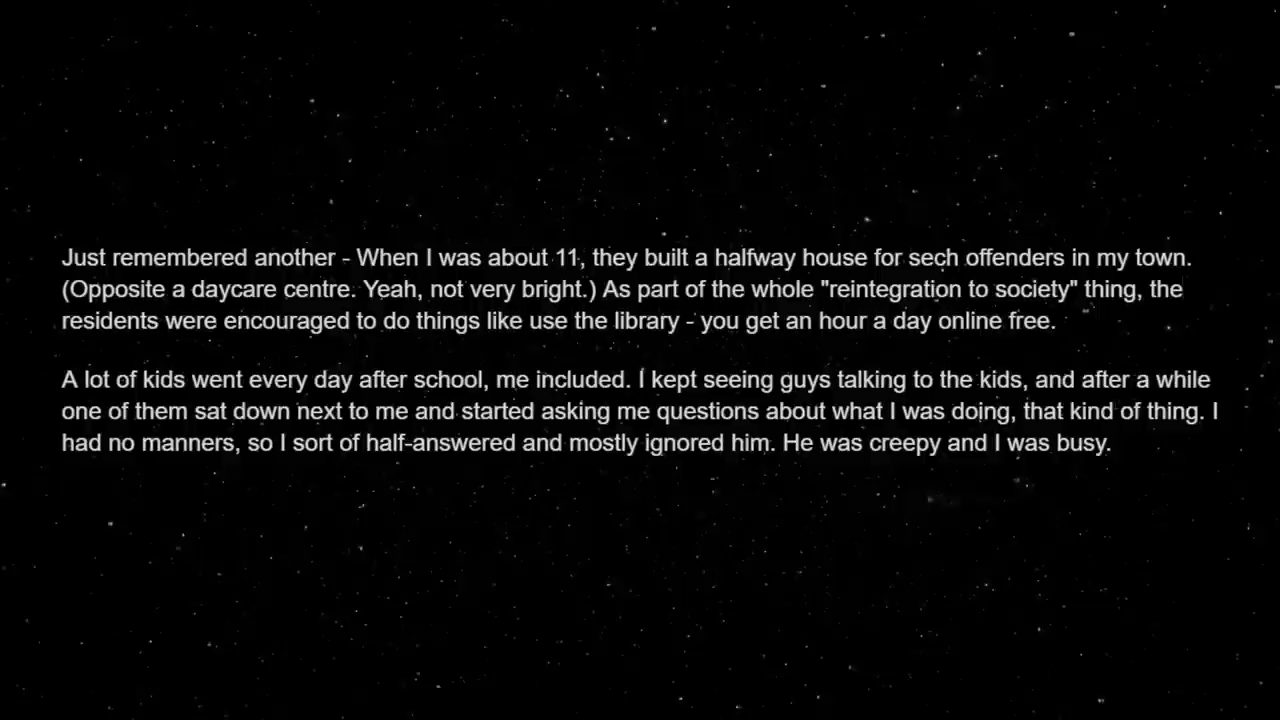 Just remembered another - When I was about 11, they built a halfway house for sech offenders in my town.
(Opposite a daycare centre. Yeah, not very bright.) As part of the whole "reintegration to society" thing, the
residents were encouraged to do things like use the library - you get an hour a day online free.
A lot of kids went every day after school, me included. I kept seeing guys talking to the kids, and after a while
one of them sat down next to me and started asking me questions about what I was doing, that kind of thing. I
had no manners, so I sort of half-answered and mostly ignored him. He was creepy and I was busy.